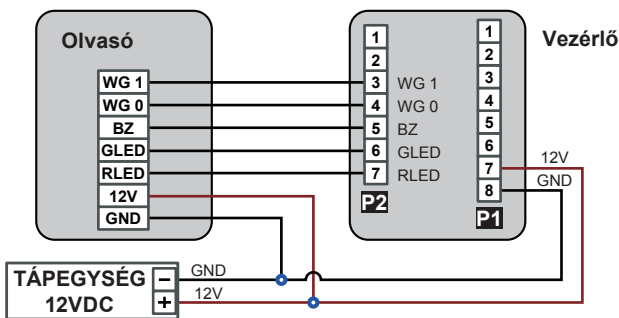 Olvasó
Vezérlő
WG 1
WG 0
BZ
GLED
RLED
12V
GND
1
2
3 WG 1
4 WG 0
5 BZ
6 GLED
7 RLED
P2
1
2
3
4
5
6
7
8
P1
12V
GND
TÁPEGYSÉG −
12VDC +
GND
12V